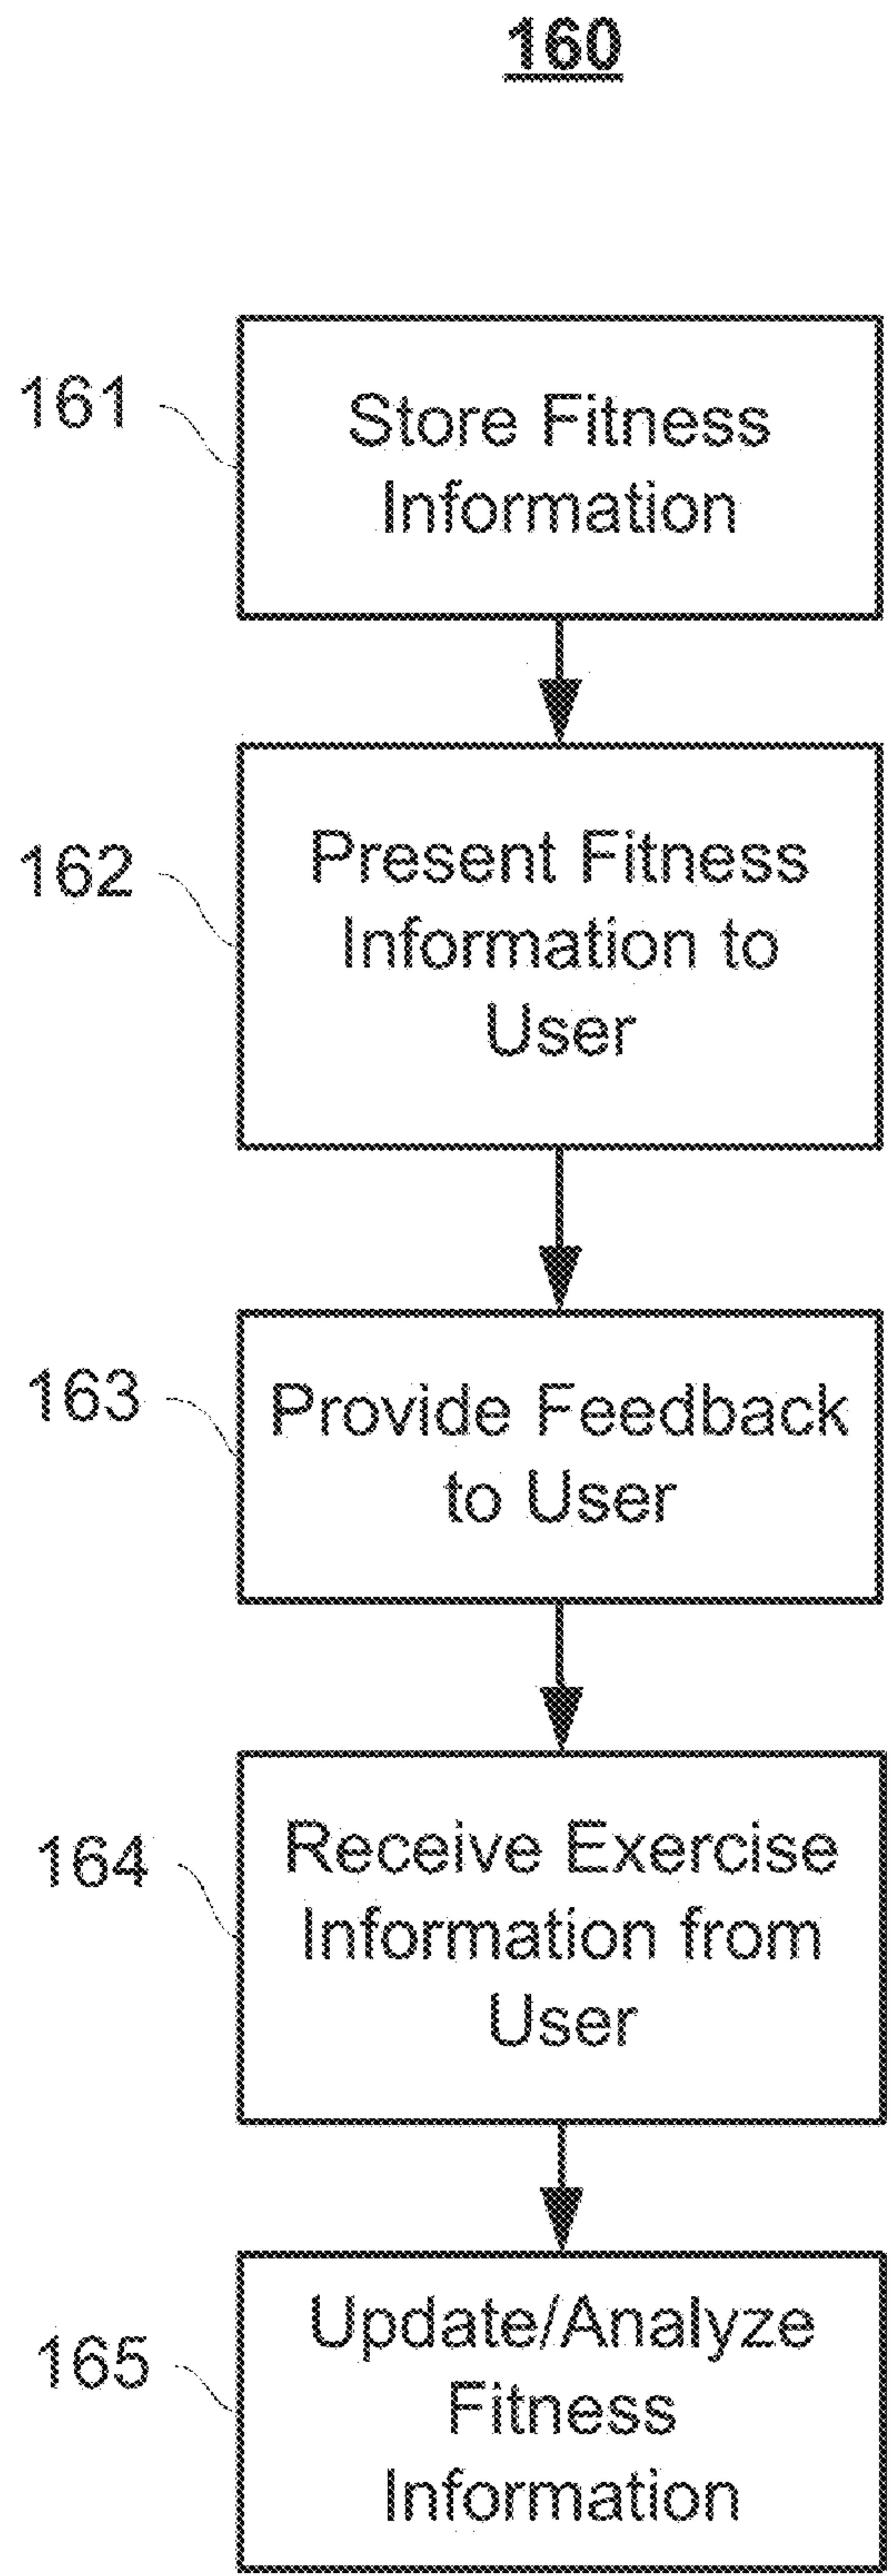 160
161
Store Fitness
Information
162
Present Fitness
Information to
User
163
Provide Feedback
to User
164
Receive Exercise
Information from
User
165
Update/Analyze
Fitness
Information